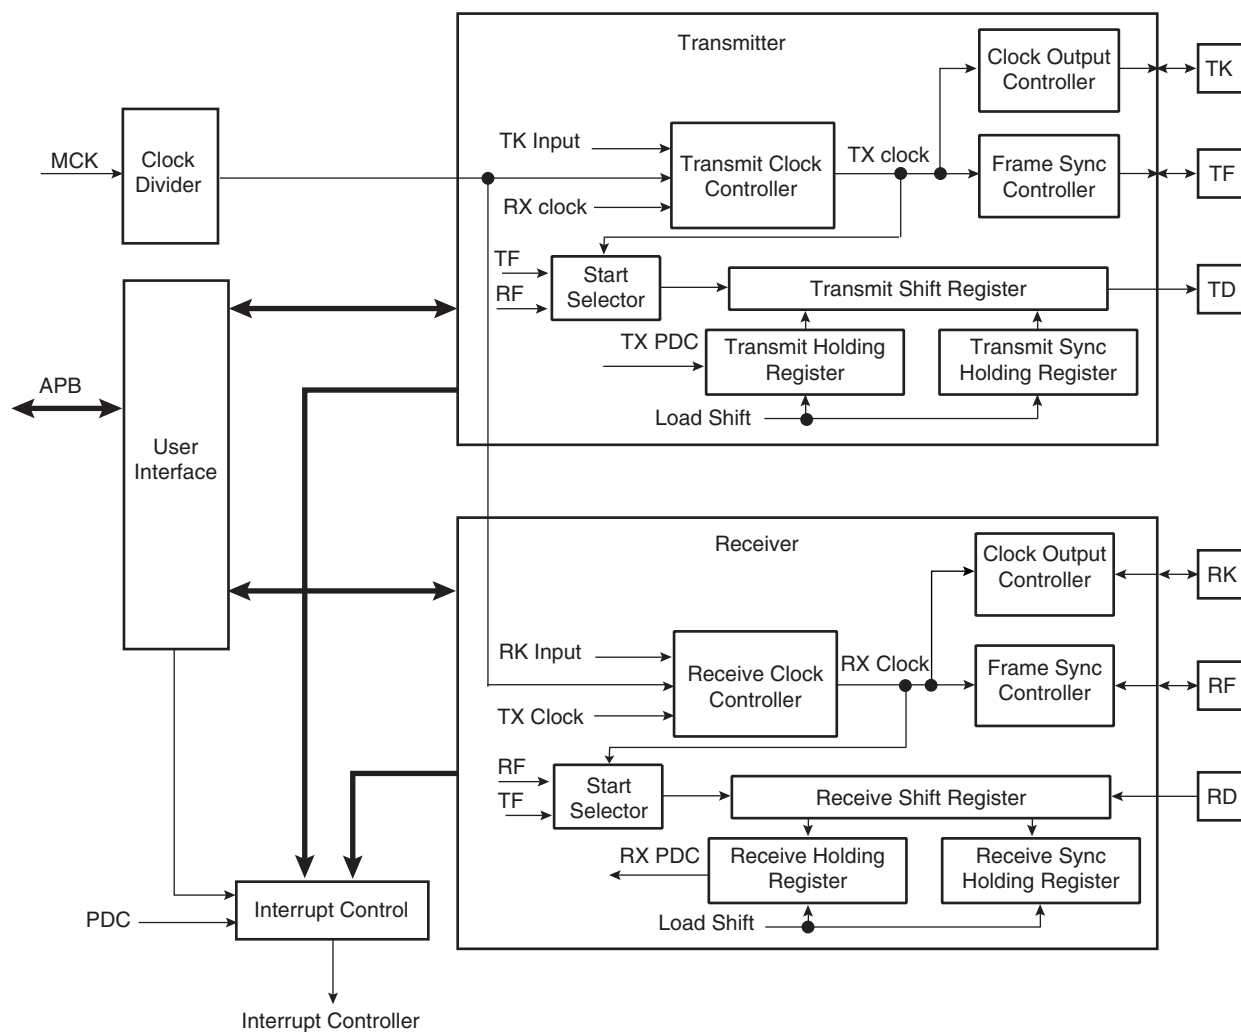 Transmitter
Clock Output
Controller
TK
MCK
Clock
Divider
TK Input
Transmit Clock
Controller
TX clock
Frame Sync
Controller
TF
RX clock
TF
RF
Start
Selector
Transmit Shift Register
TD
TX PDC
Transmit Holding
Register
Transmit Sync
Holding Register
Load Shift
APB
User
Interface
Receiver
Clock Output
Controller
RK
RK Input
Receive Clock
Controller
RX Clock
Frame Sync
Controller
RF
TX Clock
RF
TF
Start
Selector
Receive Shift Register
RD
RX PDC
Receive Holding
Register
Receive Sync
Holding Register
Load Shift
PDC
Interrupt Control
Interrupt Controller